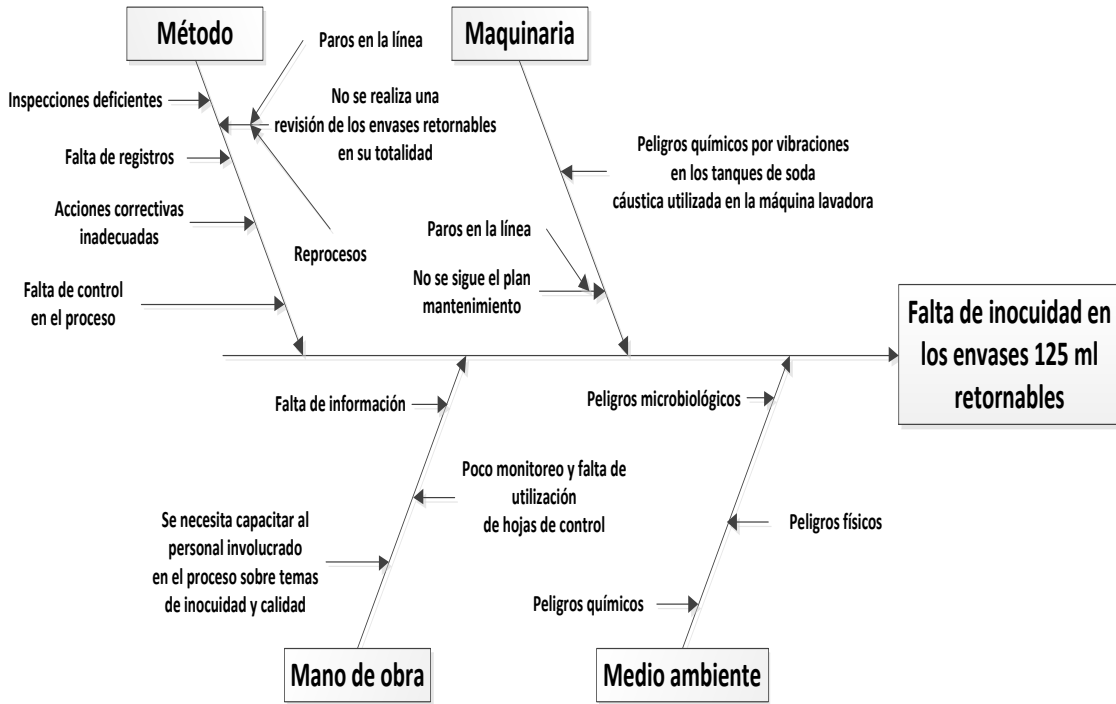 Método
Maquinaria
Paros en la línea
Inspecciones deficientes
No se realiza una
revisión de los envases retornables
en su totalidad
Falta de registros
Acciones correctivas
inadecuadas
Reprocesos
Falta de control
en el proceso
Peligros químicos por vibraciones
en los tanques de soda
cáustica utilizada en la máquina lavadora
Paros en la línea
No se sigue el plan
mantenimiento
Falta de inocuidad en
los envases 125 ml
retornables
Falta de información
Poco monitoreo y falta de
utilización
de hojas de control
Se necesita capacitar al
personal involucrado
en el proceso sobre temas
de inocuidad y calidad
Peligros microbiológicos
Peligros físicos
Peligros químicos
Mano de obra
Medio ambiente